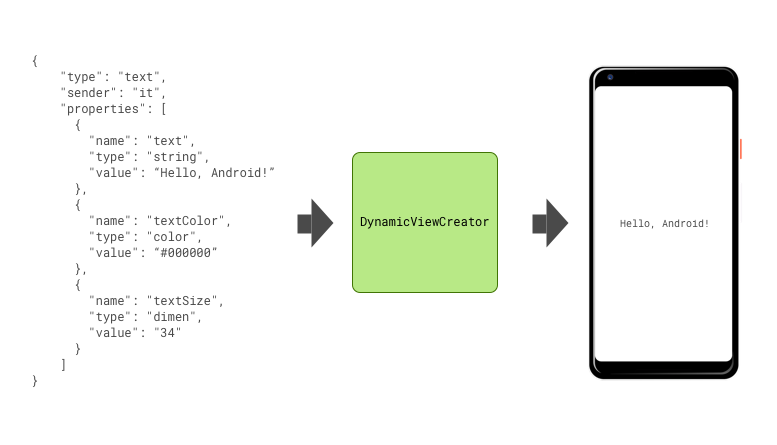 {
    "type": "text",
    "sender": "it",
    "properties": [
      {
        "name": "text",
        "type": "string",
        "value": “Hello, Android!”
      },
      {
        "name": "textColor",
        "type": "color",
        "value": “#000000”
      },
      {
        "name": "textSize",
        "type": "dimen",
        "value": "34"
      }
    ]
}
DynamicViewCreator
Hello, Android!